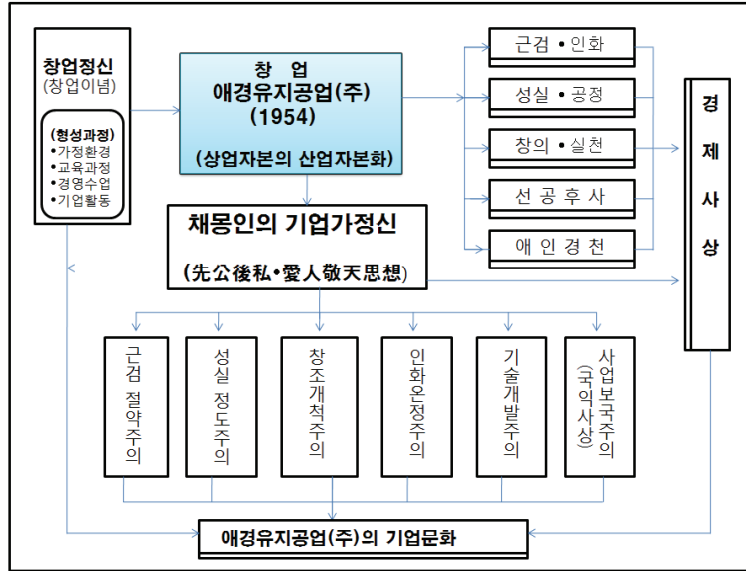 창업정신
(창업이념)
(형성과정)
•가정환경
•교육과정
•경영수업
•기업활동
창 업
애경유지공업(주)
(1954)
(상업자본의 산업자본화)
근검 • 인화
성실 • 공정
창의 • 실천
선 공 후 사
애 인 경 천
경제사상
채몽인의 기업가정신
(先公後私•愛人敬天思想)
근검 절약주의
성실 정도주의
창조개척주의
인화온정주의
기술개발주의
사업보국주의
(국익사상)
애경유지공업(주)의 기업문화